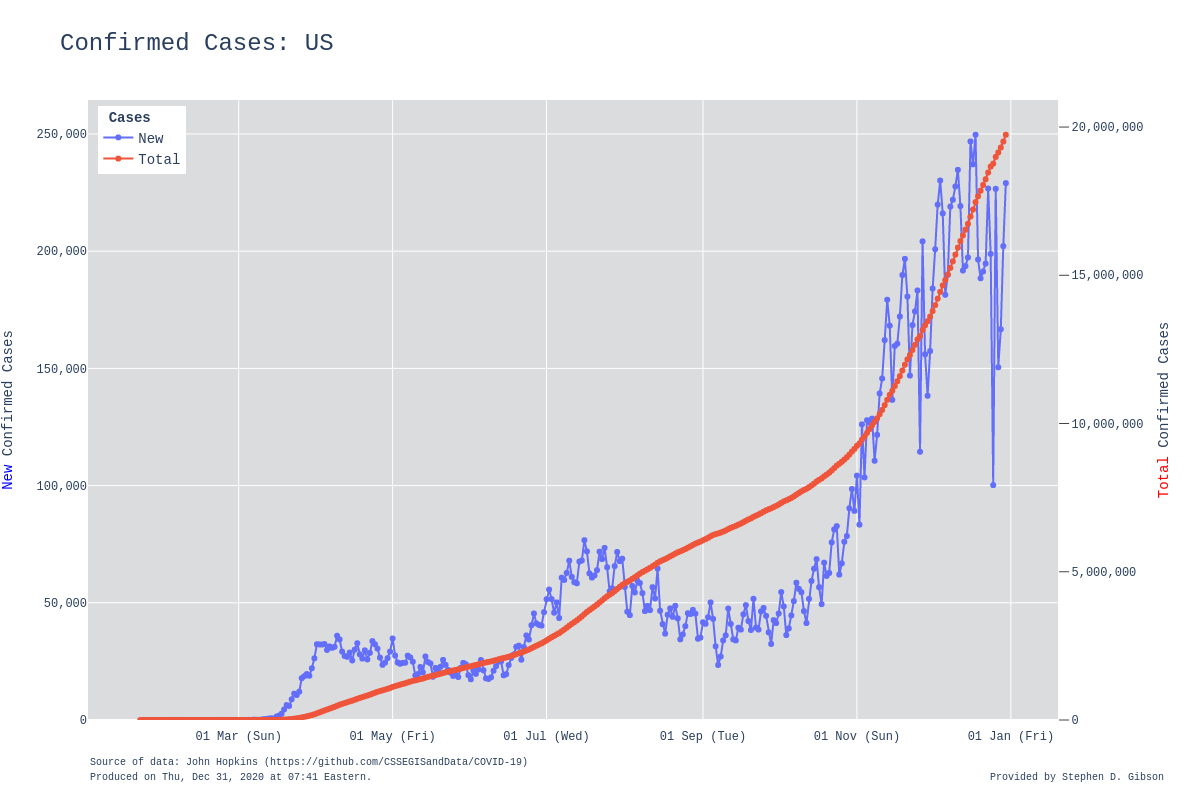 Confirmed Cases: US
Cases
New
Total
250,000
200,000
150,000
100,000
50,000
0
20,000,000
15,000,000
10,000,000
5,000,000
0
New Confirmed Cases
Total Confirmed Cases
01 Mar (Sun) 01 May (Fri) 01 Jul (Wed) 01 Sep (Tue) 01 Nov (Sun) 01 Jan (Fri)
Source of data: John Hopkins (https://github.com/CSSEGISandData/COVID-19)
Produced on Thu, Dec 31, 2020 at 07:41 Eastern.
Provided by Stephen D. Gibson